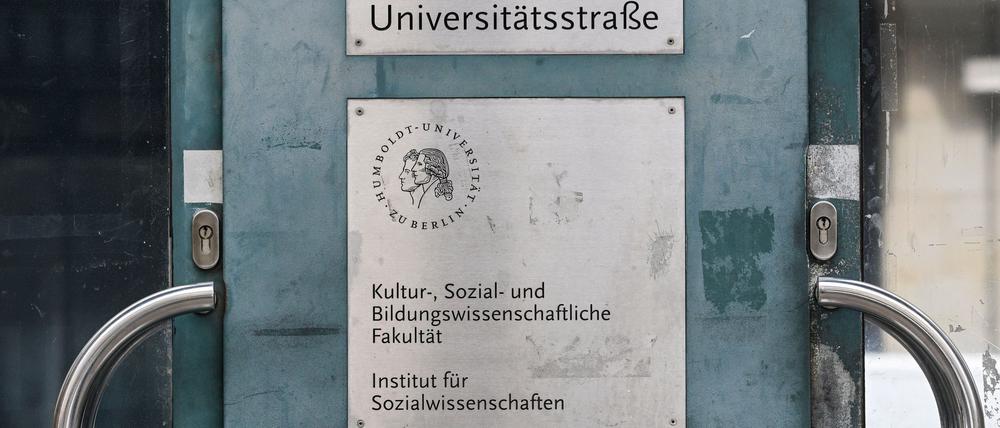 Universitätsstraße
HUMBOLDT-UNIVERSITÄT
· ZU BERLIN ·
Kultur-, Sozial- und
Bildungswissenschaftliche
Fakultät
Institut für
Sozialwissenschaften